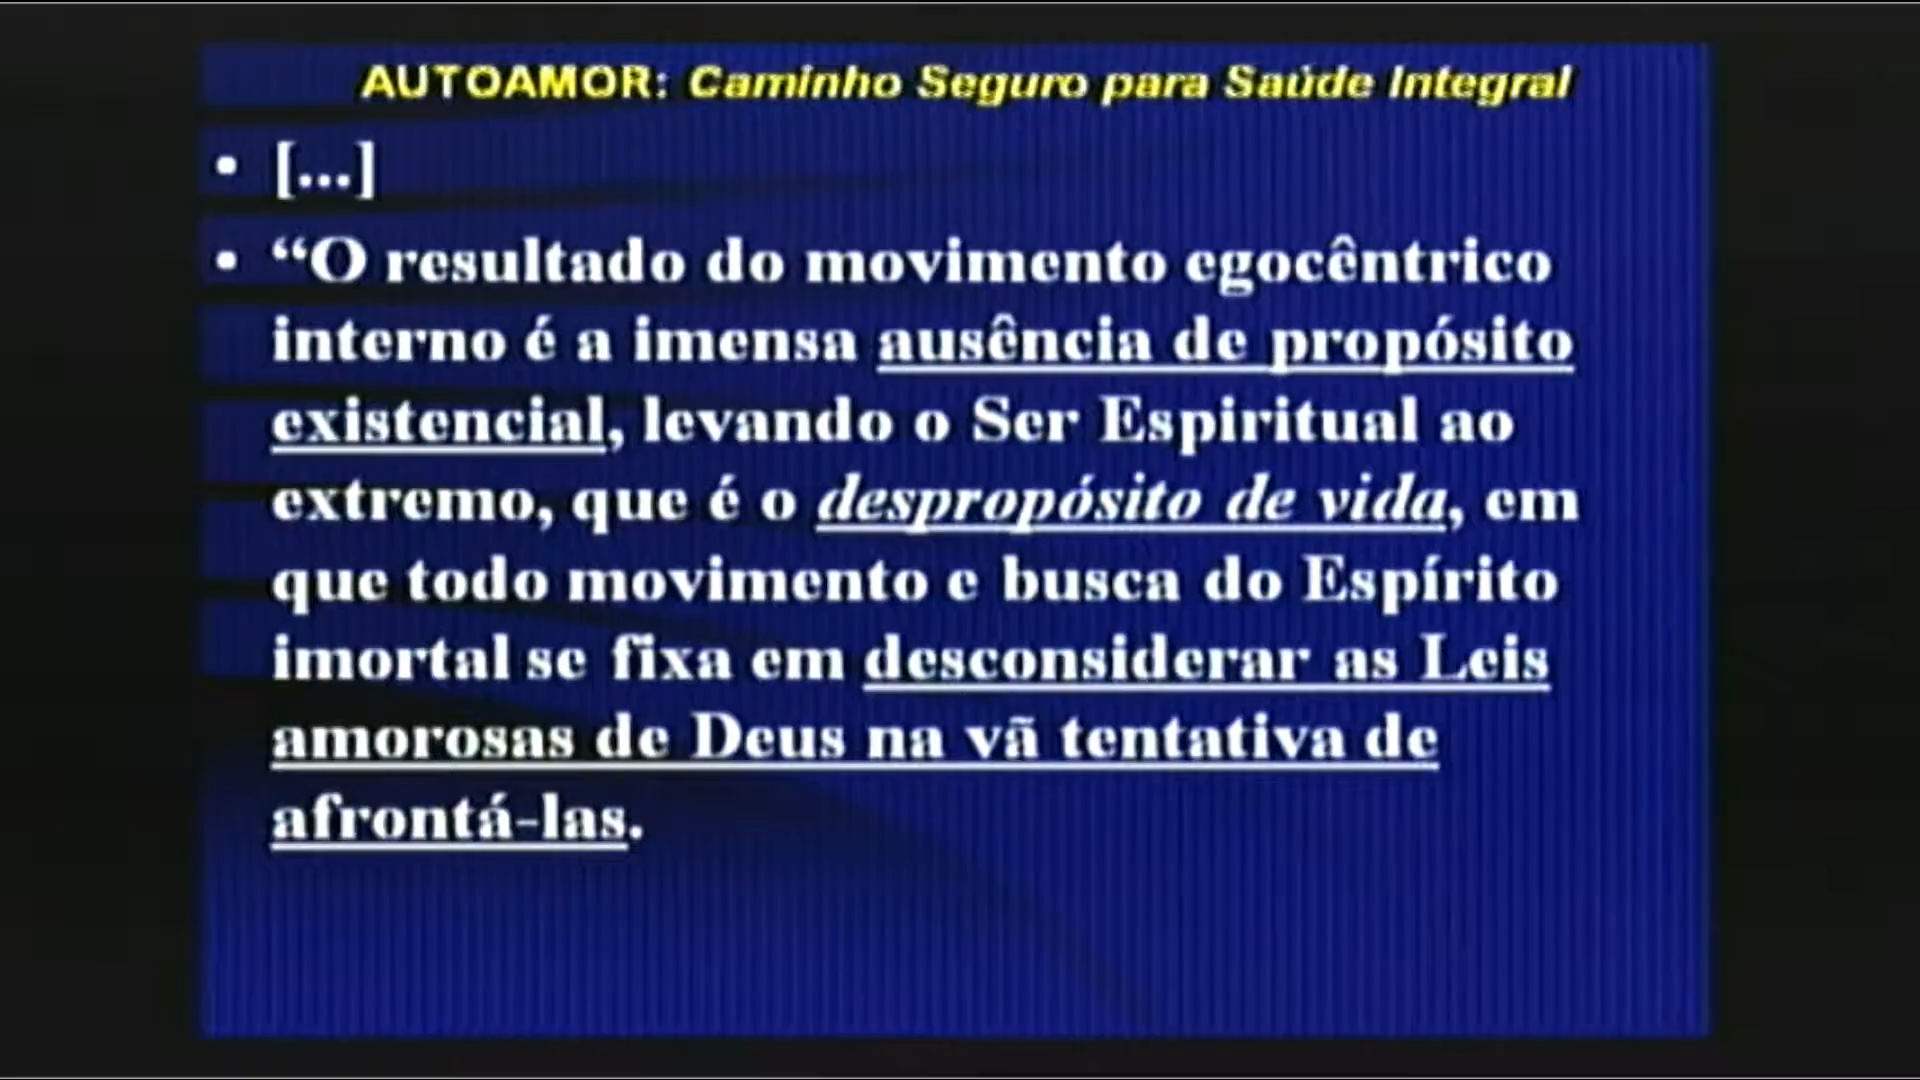 AUTOAMOR: Caminho Seguro para Saúde Integral
• [...]
• “O resultado do movimento egocêntrico
interno é a imensa ausência de propósito
existencial, levando o Ser Espiritual ao
extremo, que é o despropósito de vida, em
que todo movimento e busca do Espírito
imortal se fixa em desconsiderar as Leis
amorosas de Deus na vã tentativa de
afrontá-las.